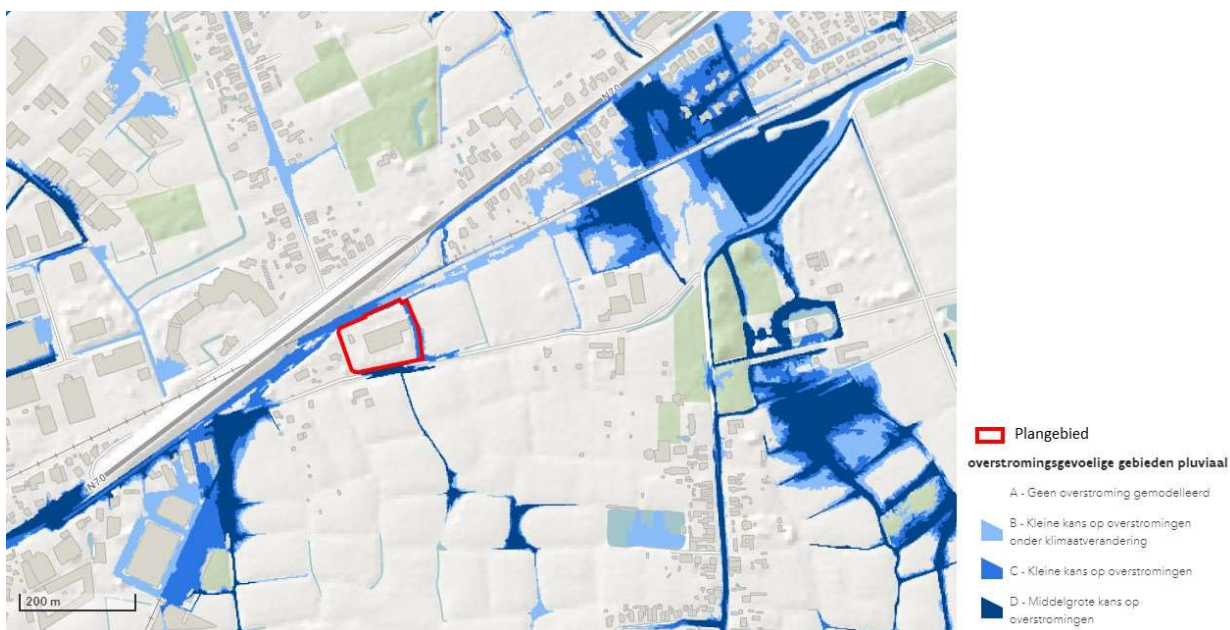 N70
N70
200 m
Plangebied
overstromingsgevoelige gebieden pluviaal
A - Geen overstroming gemodelleerd
B - Kleine kans op overstromingen
onder klimaatverandering
C - Kleine kans op overstromingen
D - Middelgrote kans op
overstromingen